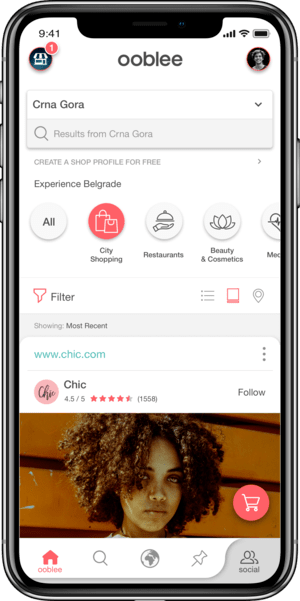 9:41
1
ooblee
Crna Gora
Results from Crna Gora
CREATE A SHOP PROFILE FOR FREE
Experience Belgrade
All
City
Shopping
Restaurants
Beauty
& Cosmetics
Mec
Filter
Showing: Most Recent
www.chic.com
Chic
Chic
4.5 / 5 (1558)
Follow
ooblee
social